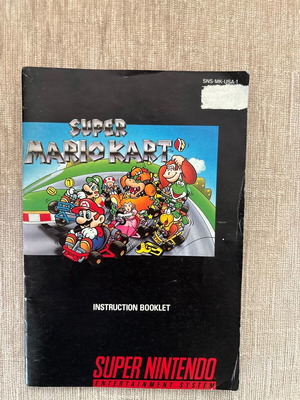 SNS-MK-USA-1
SUPER
MARIO KART
INSTRUCTION BOOKLET
SUPER NINTENDO
ENTERTAINMENT SYSTEM